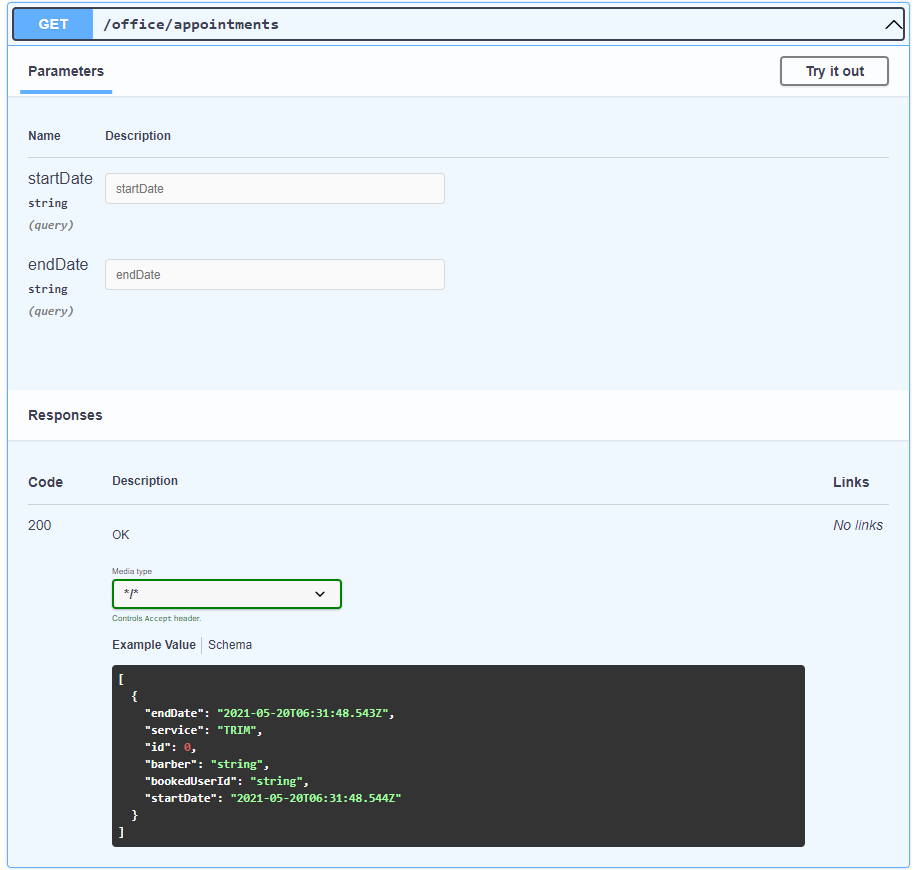 GET /office/appointments
Parameters Try it out
Name Description
startDate
string
(query)
startDate
endDate
string
(query)
endDate
Responses
Code Description Links
200 OK No links
Media type
*/*
Controls Accept header.
Example Value Schema
[
  {
    "endDate": "2021-05-20T06:31:48.543Z",
    "service": "TRIM",
    "id": 0,
    "barber": "string",
    "bookedUserId": "string",
    "startDate": "2021-05-20T06:31:48.544Z"
  }
]